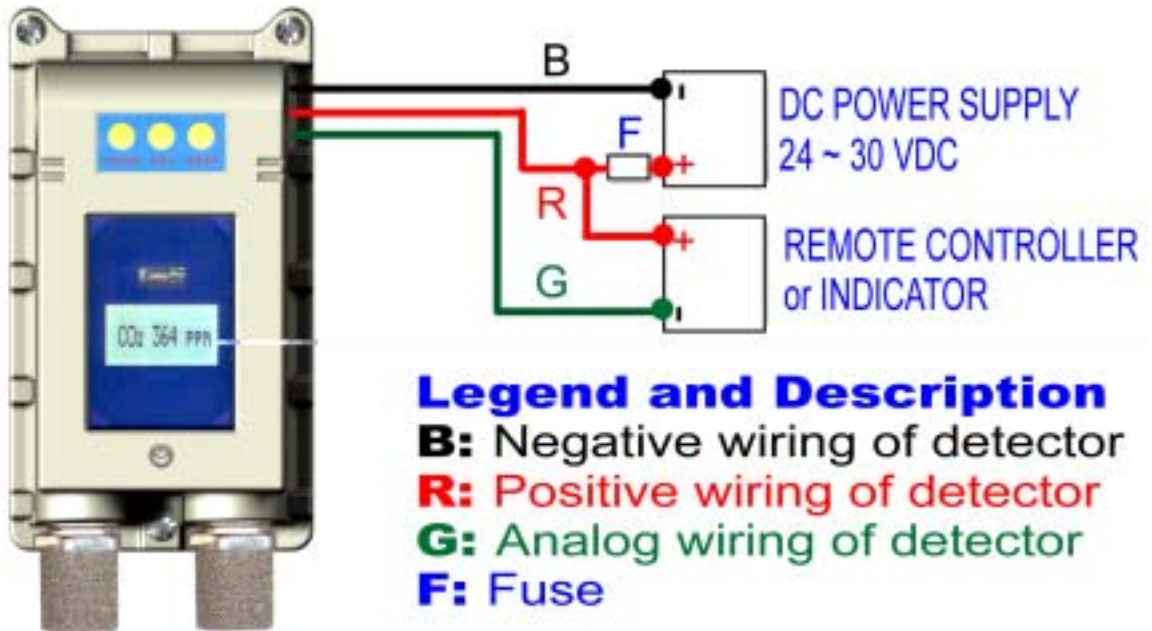 B
DC POWER SUPPLY
24 ~ 30 VDC
F
+
R
+
REMOTE CONTROLLER
or INDICATOR
G
CO2 364 PPM
Legend and Description
B: Negative wiring of detector
R: Positive wiring of detector
G: Analog wiring of detector
F: Fuse